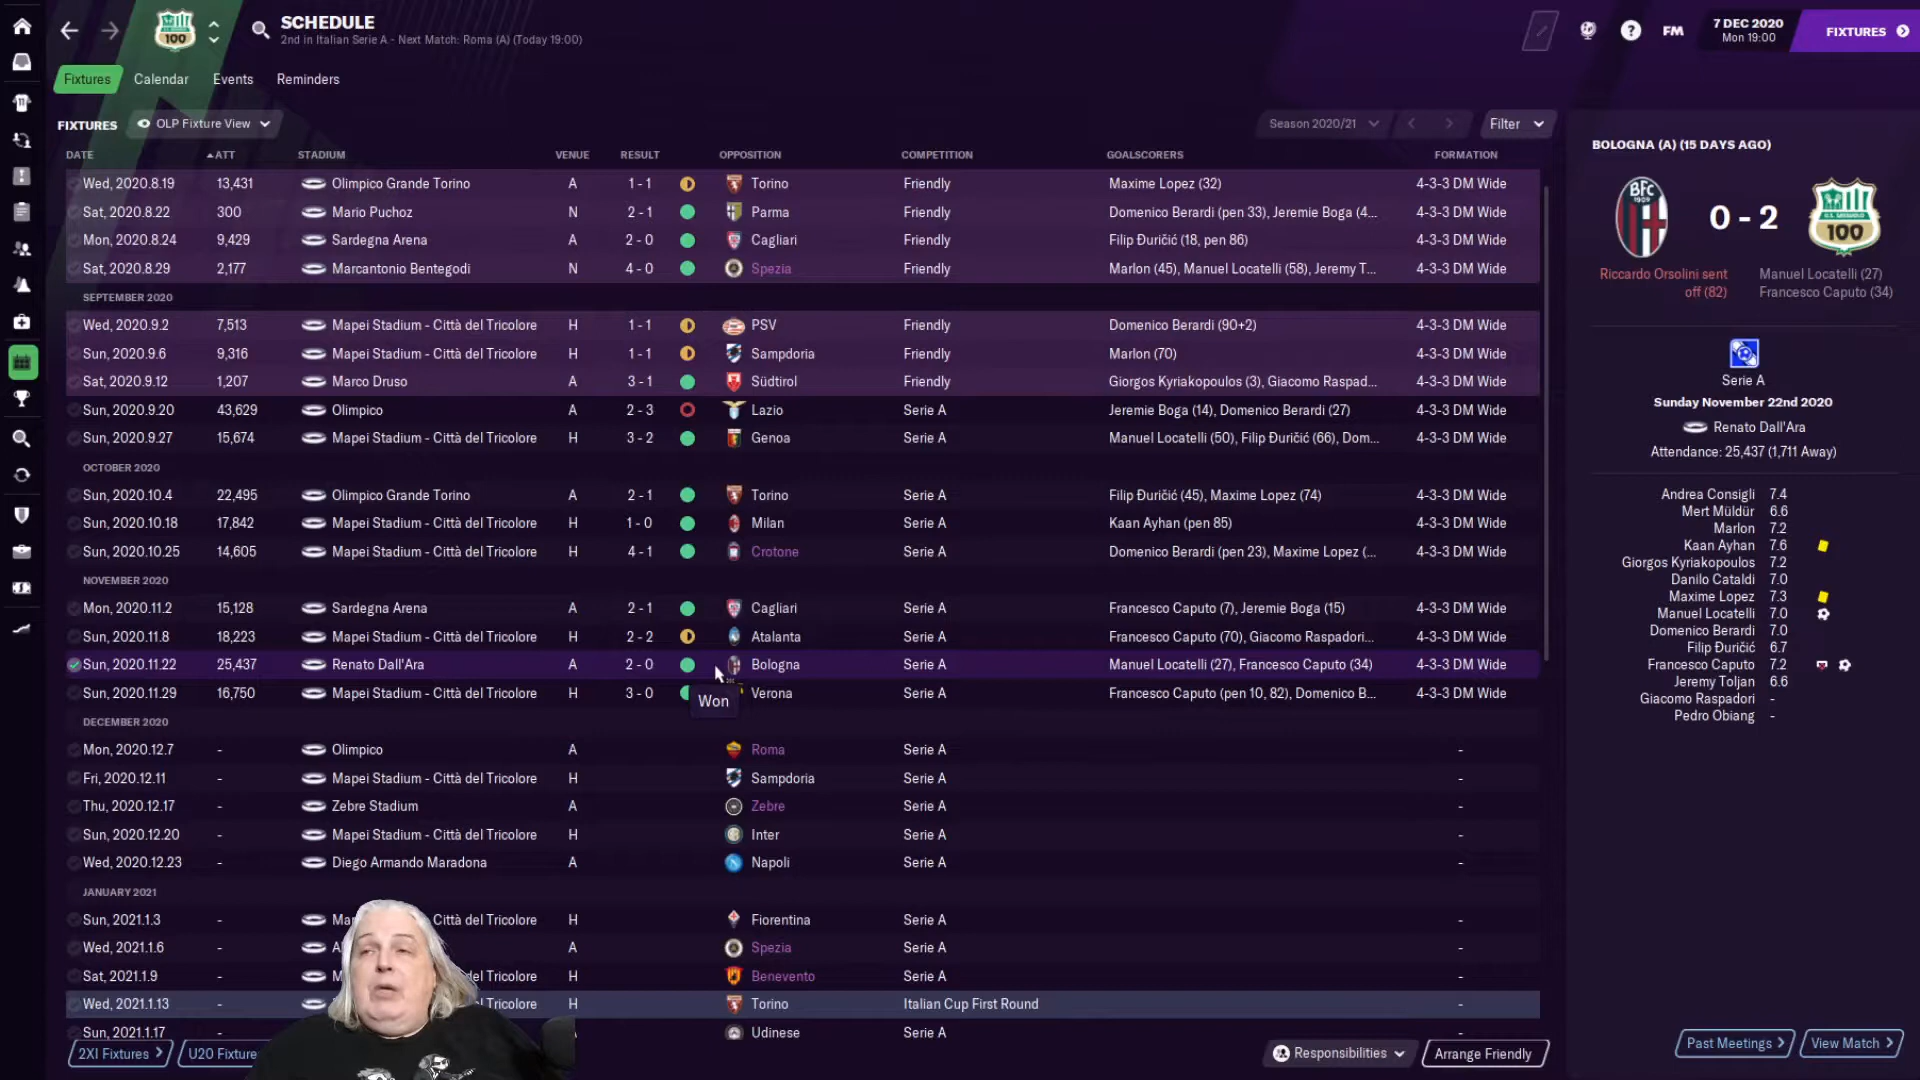 SCHEDULE
2nd in Italian Serie A - Next Match: Roma (A) (Today 19:00)
FM
7 DEC 2020
Mon 19:00
FIXTURES
Fixtures Calendar Events Reminders
FIXTURES OLP Fixture View Season 2020/21 Filter
DATE ATT STADIUM VENUE RESULT OPPOSITION COMPETITION GOALSCORERS FORMATION
Wed, 2020.8.19 13,431 Olimpico Grande Torino A 1 - 1 Torino Friendly Maxime Lopez (32) 4-3-3 DM Wide
Sat, 2020.8.22 300 Mario Puchoz N 2 - 1 Parma Friendly Domenico Berardi (pen 33), Jeremie Boga (4... 4-3-3 DM Wide
Mon, 2020.8.24 9,429 Sardegna Arena A 2 - 0 Cagliari Friendly Filip Đuričić (18, pen 86) 4-3-3 DM Wide
Sat, 2020.8.29 2,177 Marcantonio Bentegodi N 4 - 0 Spezia Friendly Marlon (45), Manuel Locatelli (58), Jeremy T... 4-3-3 DM Wide
SEPTEMBER 2020
Wed, 2020.9.2 7,513 Mapei Stadium - Città del Tricolore H 1 - 1 PSV Friendly Domenico Berardi (90+2) 4-3-3 DM Wide
Sun, 2020.9.6 9,316 Mapei Stadium - Città del Tricolore H 1 - 1 Sampdoria Friendly Marlon (70) 4-3-3 DM Wide
Sat, 2020.9.12 1,207 Marco Druso A 3 - 1 Südtirol Friendly Giorgos Kyriakopoulos (3), Giacomo Raspad... 4-3-3 DM Wide
Sun, 2020.9.20 43,629 Olimpico A 2 - 3 Lazio Serie A Jeremie Boga (14), Domenico Berardi (27) 4-3-3 DM Wide
Sun, 2020.9.27 15,674 Mapei Stadium - Città del Tricolore H 3 - 2 Genoa Serie A Manuel Locatelli (50), Filip Đuričić (66), Dom... 4-3-3 DM Wide
OCTOBER 2020
Sun, 2020.10.4 22,495 Olimpico Grande Torino A 2 - 1 Torino Serie A Filip Đuričić (45), Maxime Lopez (74) 4-3-3 DM Wide
Sun, 2020.10.18 17,842 Mapei Stadium - Città del Tricolore H 1 - 0 Milan Serie A Kaan Ayhan (pen 85) 4-3-3 DM Wide
Sun, 2020.10.25 14,605 Mapei Stadium - Città del Tricolore H 4 - 1 Crotone Serie A Domenico Berardi (pen 23), Maxime Lopez (... 4-3-3 DM Wide
NOVEMBER 2020
Mon, 2020.11.2 15,128 Sardegna Arena A 2 - 1 Cagliari Serie A Francesco Caputo (7), Jeremie Boga (15) 4-3-3 DM Wide
Sun, 2020.11.8 18,223 Mapei Stadium - Città del Tricolore H 2 - 2 Atalanta Serie A Francesco Caputo (70), Giacomo Raspadori... 4-3-3 DM Wide
Sun, 2020.11.22 25,437 Renato Dall'Ara A 2 - 0 Bologna Serie A Manuel Locatelli (27), Francesco Caputo (34) 4-3-3 DM Wide
Sun, 2020.11.29 16,750 Mapei Stadium - Città del Tricolore H 3 - 0 Verona Serie A Francesco Caputo (pen 10, 82), Domenico B... 4-3-3 DM Wide
Won
DECEMBER 2020
Mon, 2020.12.7 - Olimpico A Roma Serie A -
Fri, 2020.12.11 - Mapei Stadium - Città del Tricolore H Sampdoria Serie A -
Thu, 2020.12.17 - Zebre Stadium A Zebre Serie A -
Sun, 2020.12.20 - Mapei Stadium - Città del Tricolore H Inter Serie A -
Wed, 2020.12.23 - Diego Armando Maradona A Napoli Serie A -
JANUARY 2021
Sun, 2021.1.3 - Città del Tricolore H Fiorentina Serie A -
Wed, 2021.1.6 - A Spezia Serie A -
Sat, 2021.1.9 - del Tricolore H Benevento Serie A -
Wed, 2021.1.13 - Tricolore H Torino Italian Cup First Round -
Sun, 2021.1.17 - Udinese Serie A
2XI Fixtures U20 Fixture Responsibilities Arrange Friendly
BOLOGNA (A) (15 DAYS AGO)
BFC
1909
0 - 2
100
Riccardo Orsolini sent off (82)
Manuel Locatelli (27)
Francesco Caputo (34)
Serie A
Sunday November 22nd 2020
Renato Dall'Ara
Attendance: 25,437 (1,711 Away)
Andrea Consigli 7.4
Mert Müldür 6.6
Marlon 7.2
Kaan Ayhan 7.6
Giorgos Kyriakopoulos 7.2
Danilo Cataldi 7.0
Maxime Lopez 7.3
Manuel Locatelli 7.0
Domenico Berardi 7.0
Filip Đuričić 6.7
Francesco Caputo 7.2
Jeremy Toljan 6.6
Giacomo Raspadori -
Pedro Obiang -
Past Meetings View Match